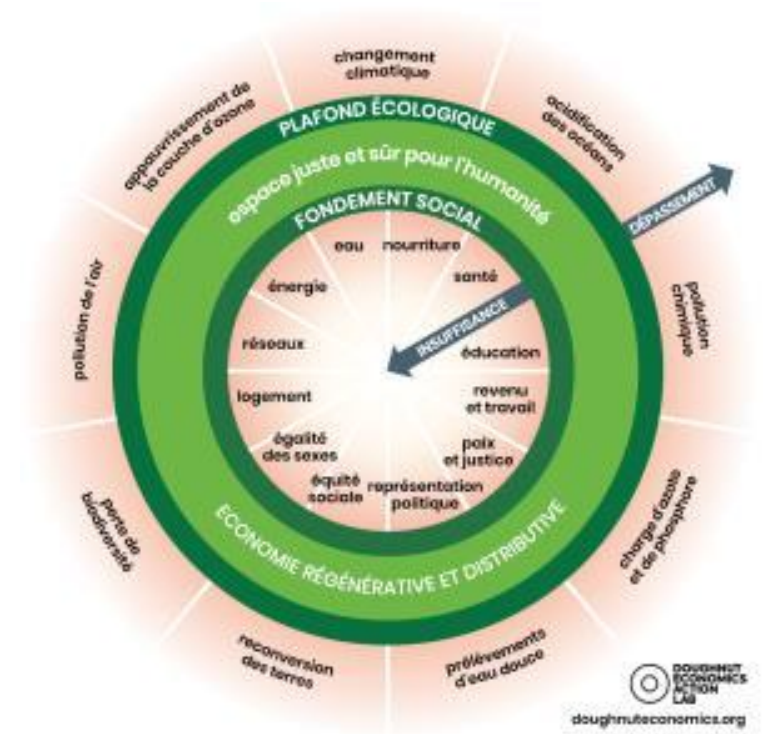 changement
climatique
acidification
des océans
appauvrissement de
la couche d'ozone
PLAFOND ÉCOLOGIQUE
espace juste et sûr pour l'humanité
FONDEMENT SOCIAL
DÉPASSEMENT
eau
nourriture
énergie
santé
INSUFFISANCE
pollution de l'air
pollution
chimique
réseaux
éducation
logement
revenu
et travail
égalité
des sexes
paix
et justice
équité
sociale
représentation
politique
perte de
biodiversité
charge d'azote
et de phosphore
ECONOMIE RÉGÉNÉRATIVE ET DISTRIBUTIVE
reconversion
des terres
prélèvements
d'eau douce
DOUGHNUT
ECONOMICS
ACTION
LAB
doughnuteconomics.org